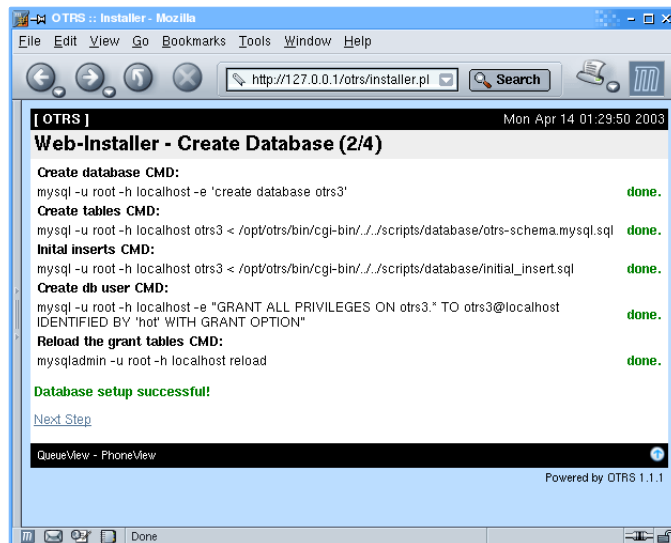 OTRS :: Installer - Mozilla
File Edit View Go Bookmarks Tools Window Help
http://127.0.0.1/otrs/installer.pl Search
[ OTRS ] Mon Apr 14 01:29:50 2003
Web-Installer - Create Database (2/4)
Create database CMD:
mysql -u root -h localhost -e 'create database otrs3' done.
Create tables CMD:
mysql -u root -h localhost otrs3 < /opt/otrs/bin/cgi-bin/../../scripts/database/otrs-schema.mysql.sql done.
Inital inserts CMD:
mysql -u root -h localhost otrs3 < /opt/otrs/bin/cgi-bin/../../scripts/database/initial_insert.sql done.
Create db user CMD:
mysql -u root -h localhost -e "GRANT ALL PRIVILEGES ON otrs3.* TO otrs3@localhost
IDENTIFIED BY 'hot' WITH GRANT OPTION" done.
Reload the grant tables CMD:
mysqladmin -u root -h localhost reload done.
Database setup successful!
Next Step
QueueView - PhoneView
Powered by OTRS 1.1.1
Done